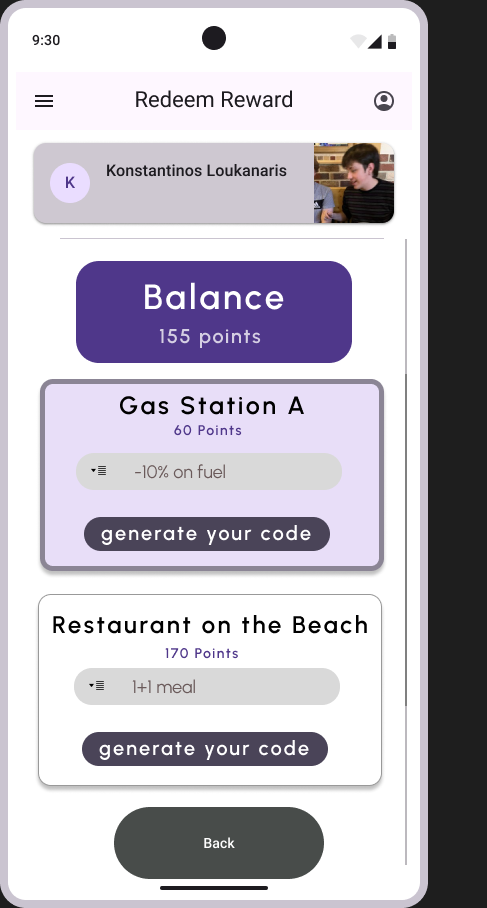 9:30
Redeem Reward
K
Konstantinos Loukanaris
Balance
155 points
Gas Station A
60 Points
-10% on fuel
generate your code
Restaurant on the Beach
170 Points
1+1 meal
generate your code
Back